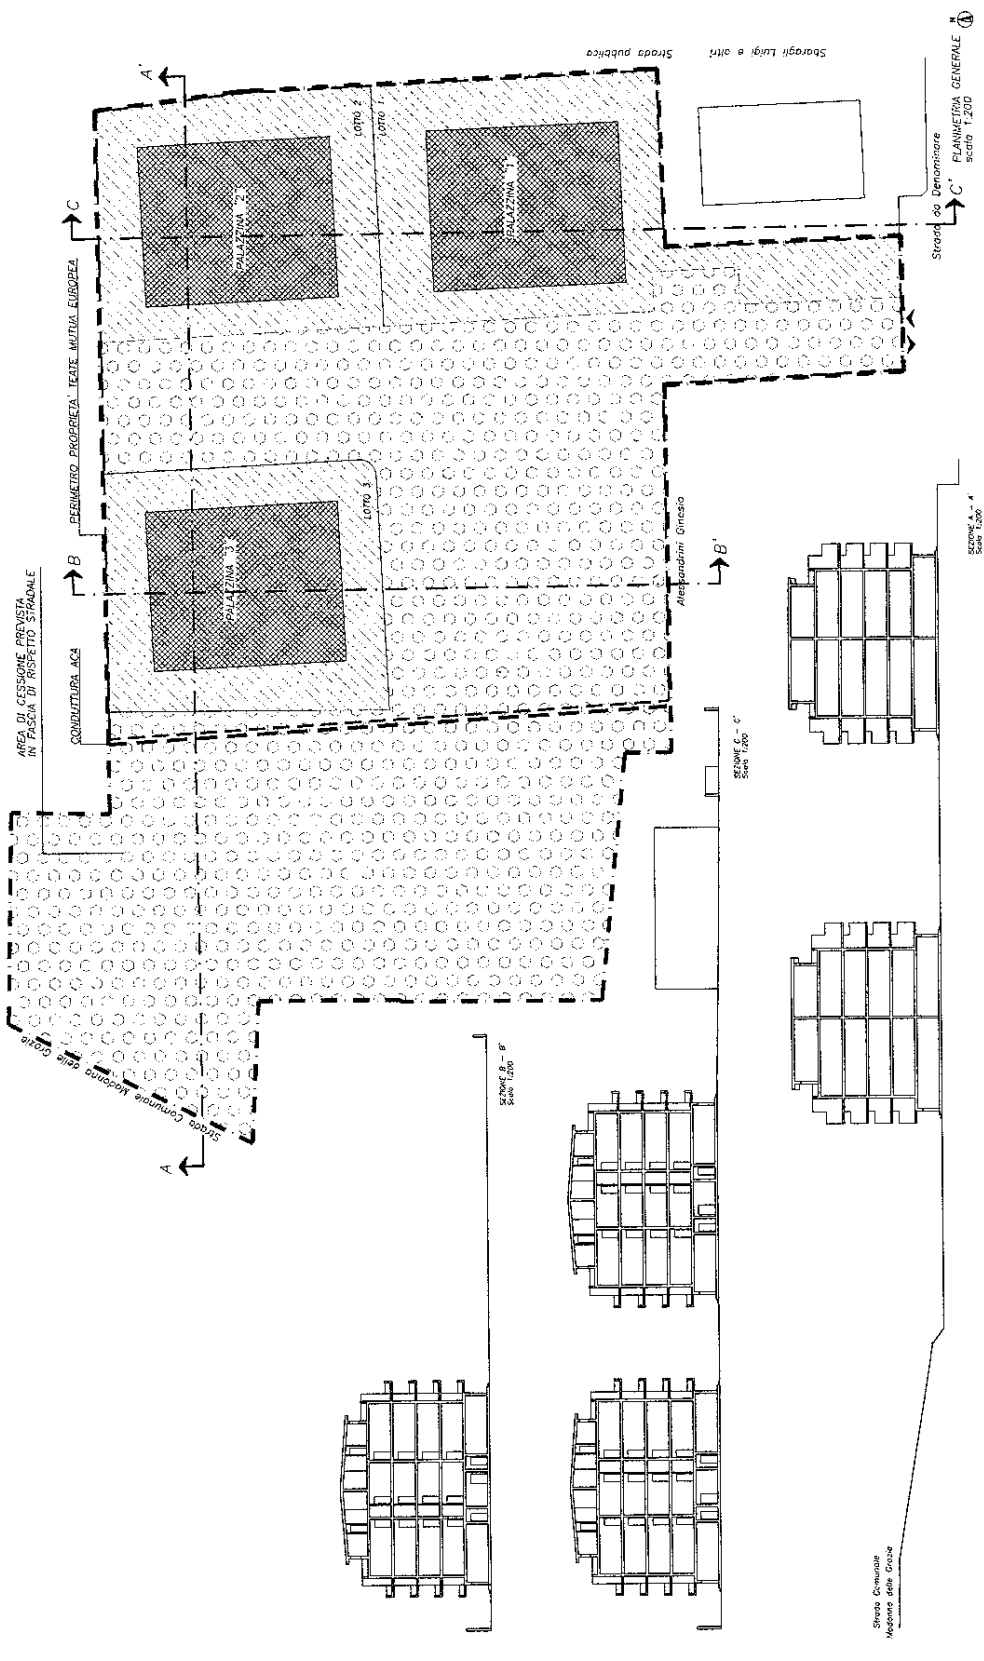 AREA DI CESSIONE PREVISTA
IN FASCIA DI RISPETTO STRADALE
CONDUTTURA ACA
PERIMETRO PROPRIETA' TEATE MUTUA EUROPEA
A
A'
B
B'
C
C'
Strada Comunale Madonna delle Grazie
PALAZZINA "3"
LOTTO 3
PALAZZINA "2"
LOTTO 2
LOTTO 1
PALAZZINA "1"
Alessandrini Ginesio
Strada pubblica
Sbaragli Luigi e altri
Strada da Denominare
PLANIMETRIA GENERALE
scala 1:200
N
SEZIONE B - B'
Scala 1:200
SEZIONE C - C'
Scala 1:200
SEZIONE A - A'
Scala 1:200
Strada Comunale
Madonna delle Grazie